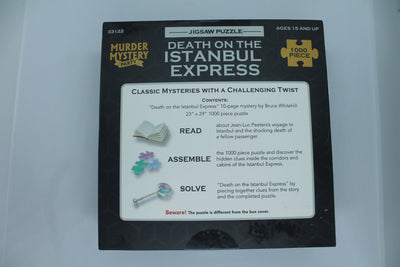 33122
JIGSAW PUZZLE
AGES 15 AND UP
MURDER
MYSTERY
PARTY
DEATH ON THE
ISTANBUL
EXPRESS
1000
PIECE
CLASSIC MYSTERIES WITH A CHALLENGING TWIST
CONTENTS:
"Death on the Istanbul Express" 10-page mystery by Bruce Whitehill
23" x 29" 1000 piece puzzle
READ
about Jean-Luc Peeters's voyage to
Istanbul and the shocking death of
a fellow passenger.
ASSEMBLE
the 1000 piece puzzle and discover the
hidden clues inside the corridors and
cabins of the Istanbul Express.
SOLVE
"Death on the Istanbul Express" by
piecing together clues from the story
and the completed puzzle.
Beware! The puzzle is different from the box cover.